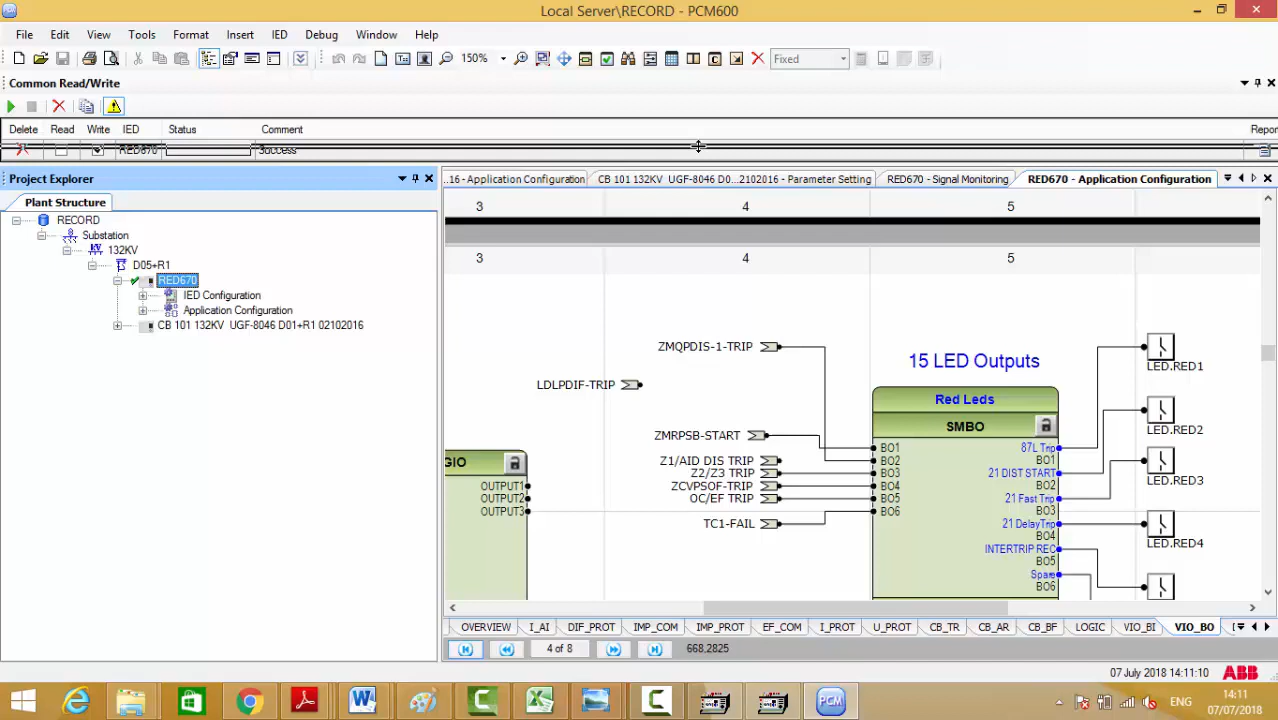 Local Server\RECORD - PCM600
File Edit View Tools Format Insert IED Debug Window Help
150% Fixed
Common Read/Write
Delete Read Write IED Status Comment Repor
RED670 Success
Project Explorer
..16 - Application Configuration CB 101 132KV UGF-8046 D0...2102016 - Parameter Setting RED670 - Signal Monitoring RED670 - Application Configuration
Plant Structure
RECORD
Substation
132KV
D05+R1
RED670
IED Configuration
Application Configuration
CB 101 132KV UGF-8046 D01+R1 02102016
3 4 5
3 4 5
ZMQPDIS-1-TRIP
15 LED Outputs
LED.RED1
LDLPDIF-TRIP
Red Leds
SMBO
LED.RED2
ZMRPSB-START
BO1 87L Trip
Z1/AID DIS TRIP BO2 BO1
GIO
Z2/Z3 TRIP BO3 21 DIST START
LED.RED3
OUTPUT1 ZCVPSOF-TRIP BO4 BO2
OUTPUT2 OC/EF TRIP BO5 21 Fast Trip
OUTPUT3 BO6 BO3
TC1-FAIL 21 DelayTrip
BO4
LED.RED4
INTERTRIP REC
BO5
Spare
BO6
OVERVIEW I_AI DIF_PROT IMP_COM IMP_PROT EF_COM I_PROT U_PROT CB_TR CB_AR CB_BF LOGIC VIO_BI VIO_BO
4 of 8 668,2825
07 July 2018 14:11:10 ABB
PCM ENG 14:11
07/07/2018